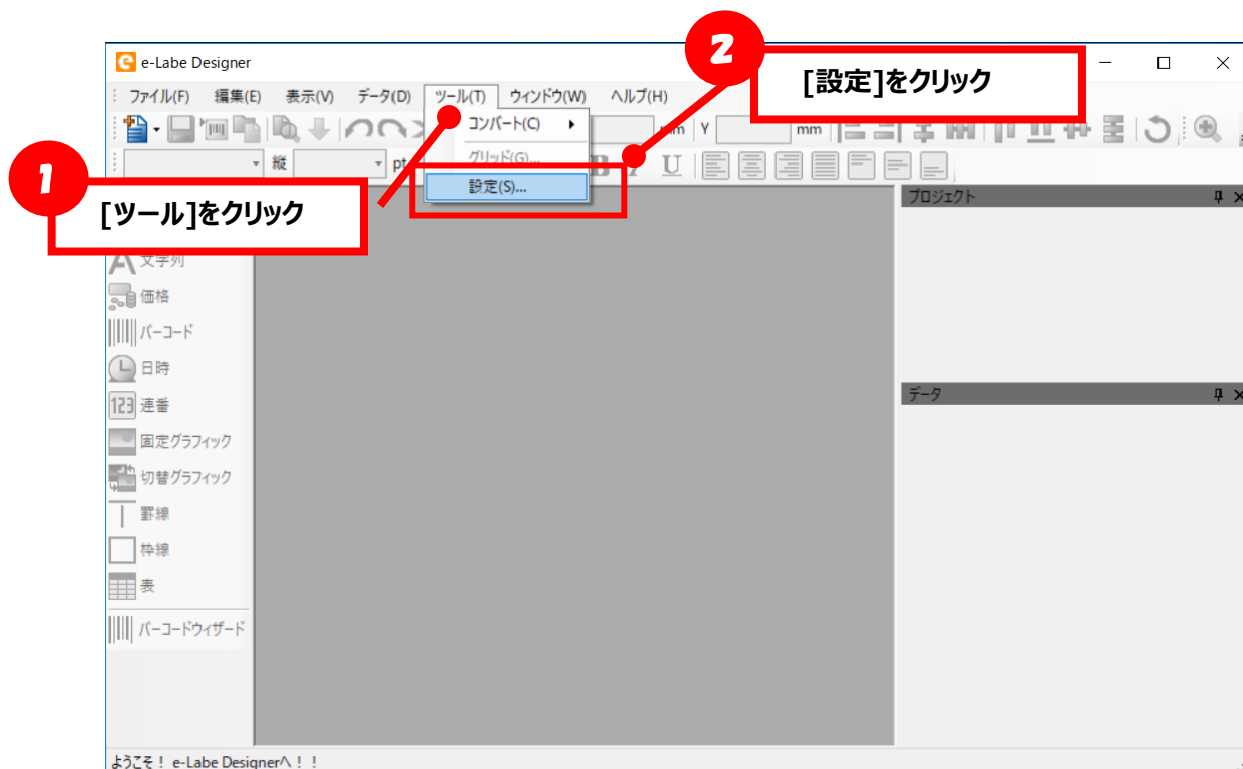 2
e-Labe Designer
[設定]をクリック
ファイル(F) 編集(E) 表示(V) データ(D) ツール(T) ウィンドウ(W) ヘルプ(H)
コンバート(C)
mm Y mm
グリッド(G)...
縦 pt B U
設定(S)...
1
[ツール]をクリック
プロジェクト
文字列
価格
バーコード
日時
データ
123 連番
固定グラフィック
切替グラフィック
罫線
枠線
表
バーコードウィザード
ようこそ！ e-Labe Designerへ！！